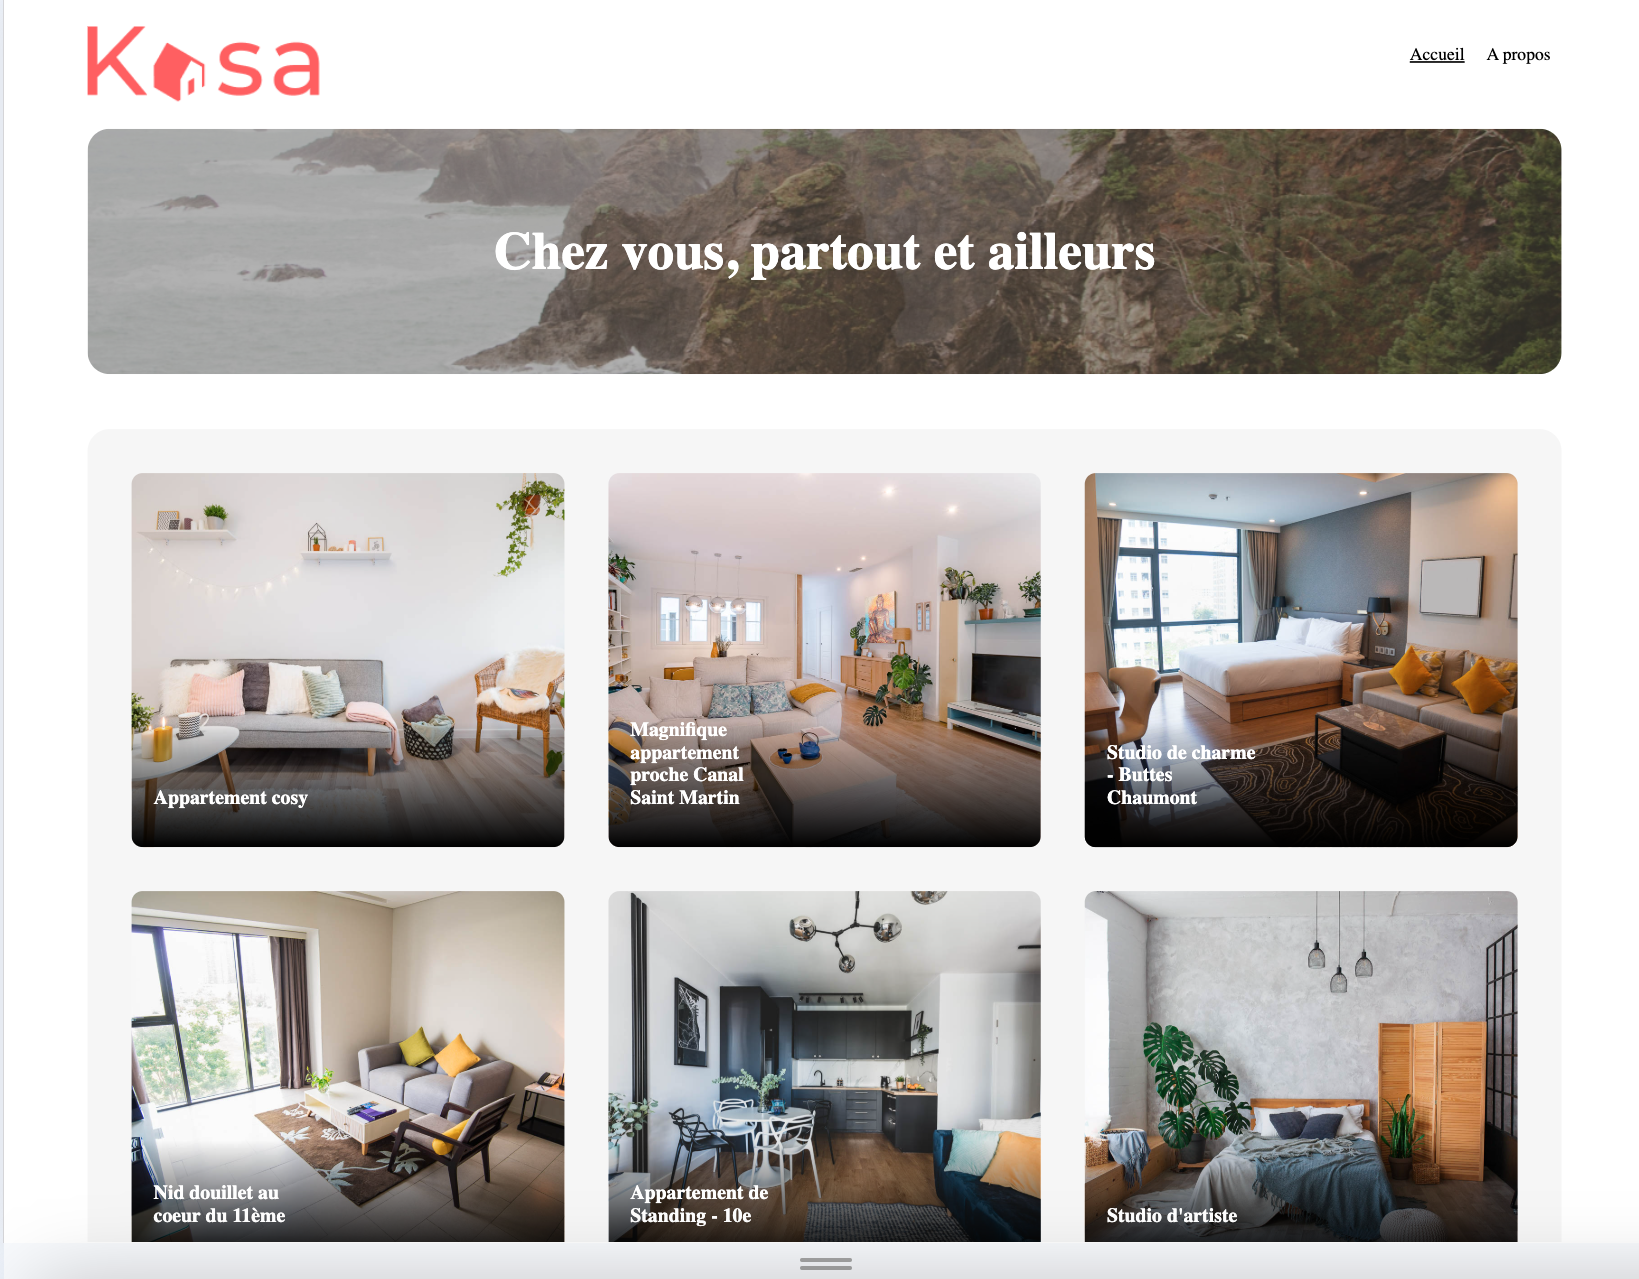 Kasa
Accueil A propos
Chez vous, partout et ailleurs
Appartement cosy
Magnifique
appartement
proche Canal
Saint Martin
Studio de charme
- Buttes
Chaumont
Nid douillet au
coeur du 11ème
Appartement de
Standing - 10e
Studio d'artiste